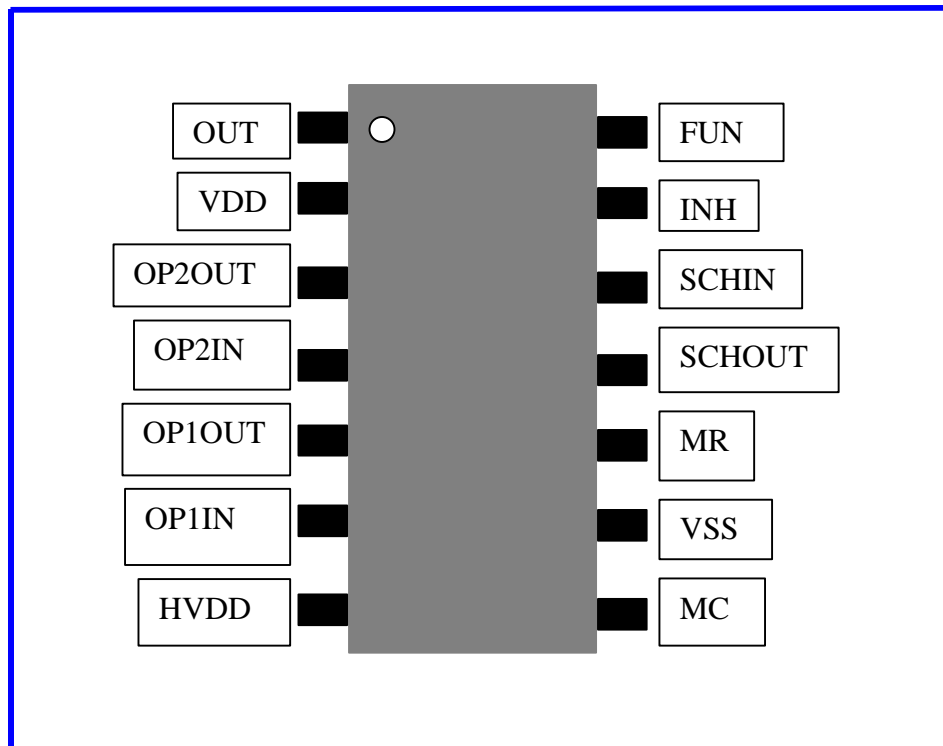 OUT
VDD
OP2OUT
OP2IN
OP1OUT
OP1IN
HVDD
FUN
INH
SCHIN
SCHOUT
MR
VSS
MC